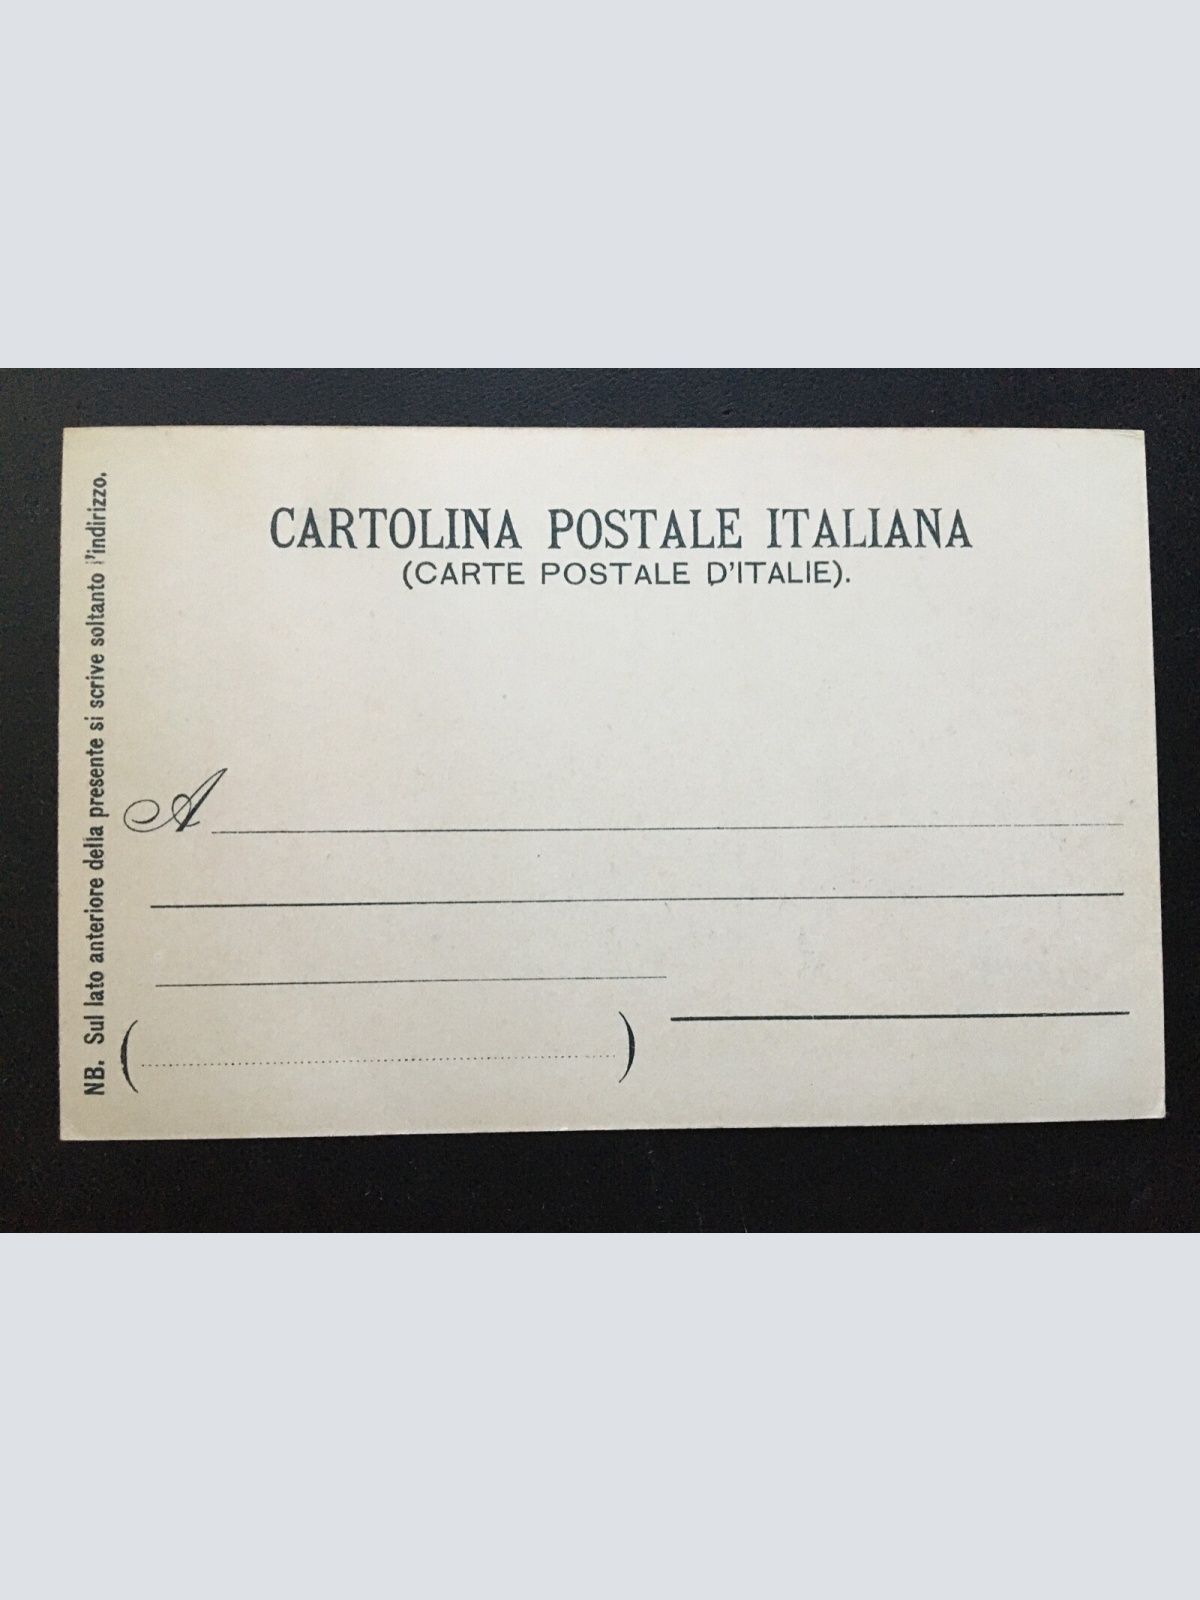 CARTOLINA POSTALE ITALIANA
(CARTE POSTALE D'ITALIE).
A
NB. Sul lato anteriore della presente si scrive soltanto l'indirizzo.